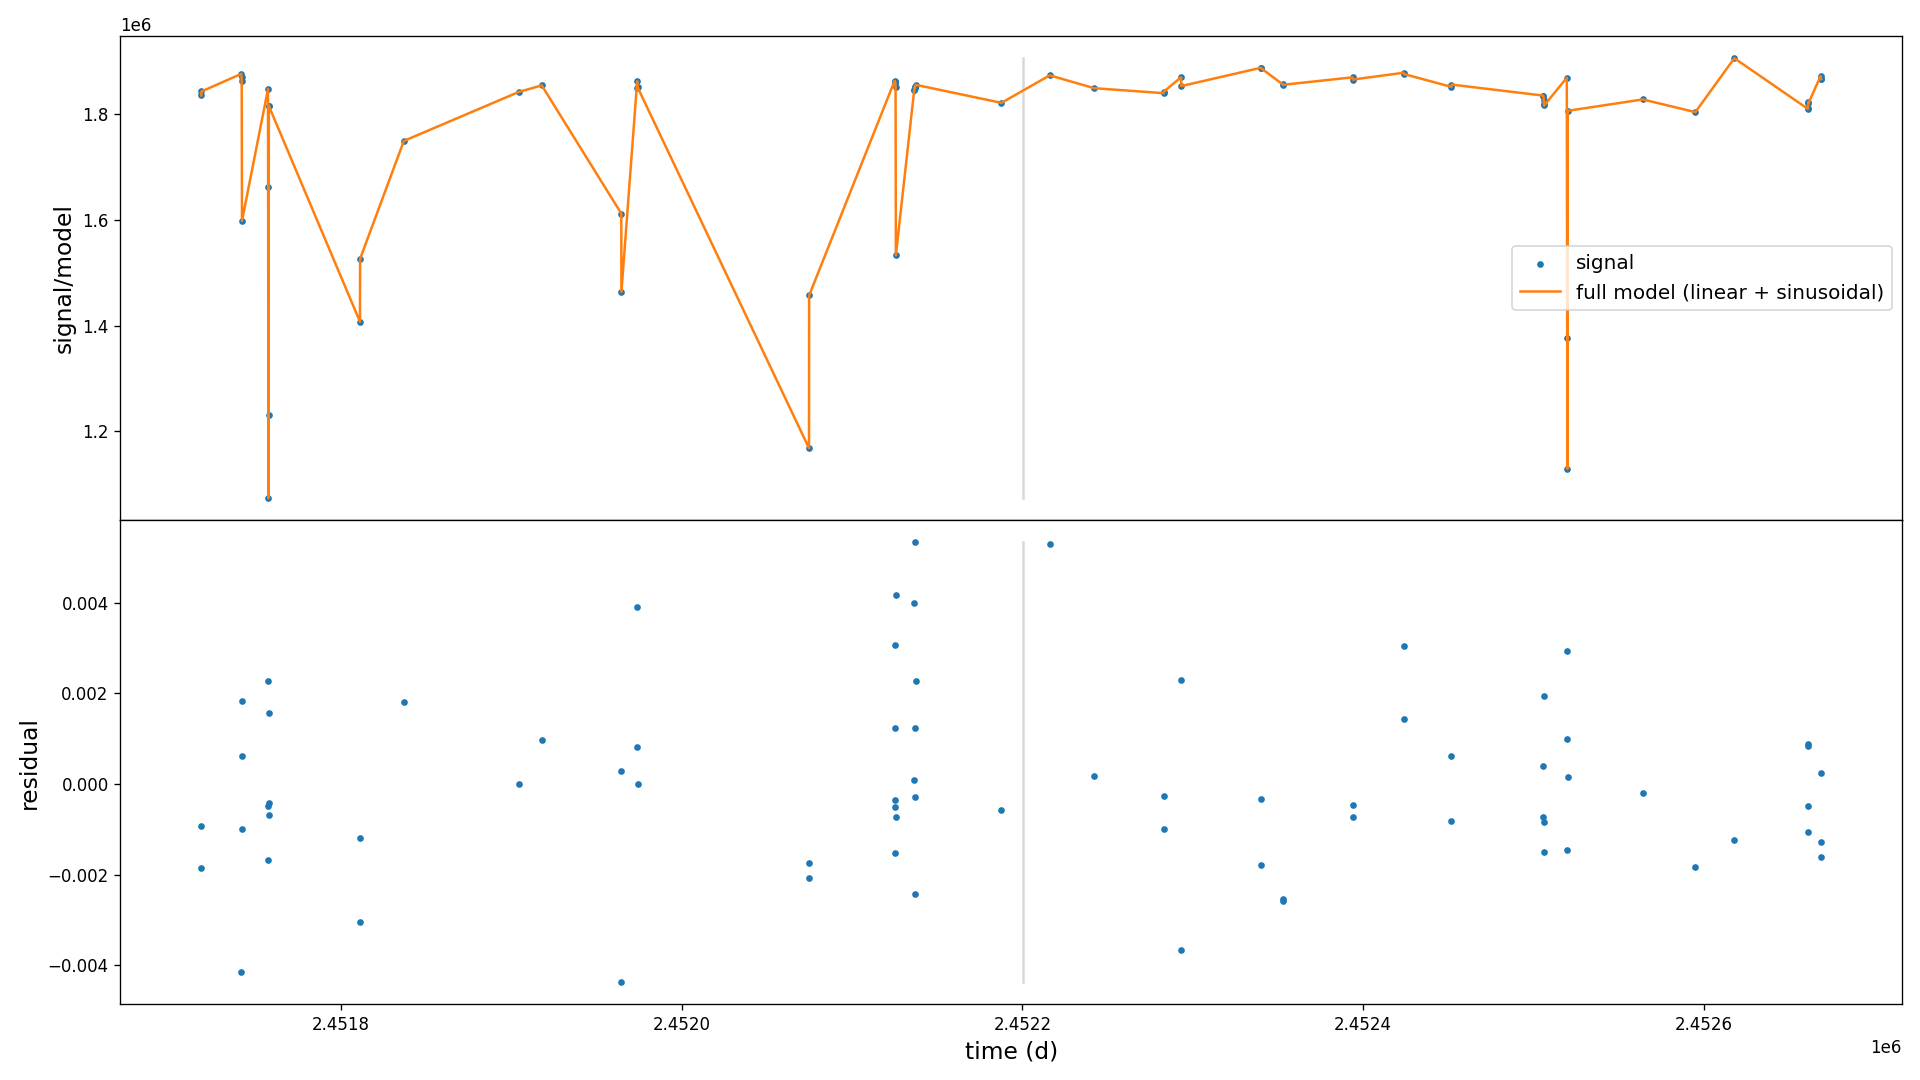 1e6
1.8
1.6
1.4
1.2
signal/model
signal
full model (linear + sinusoidal)
0.004
0.002
0.000
−0.002
−0.004
residual
2.4518
2.4520
2.4522
2.4524
2.4526
time (d)
1e6